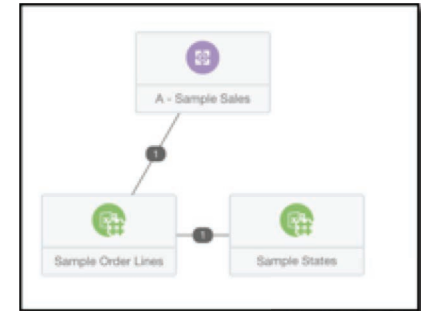 A - Sample Sales
1
Sample Order Lines
1
Sample States